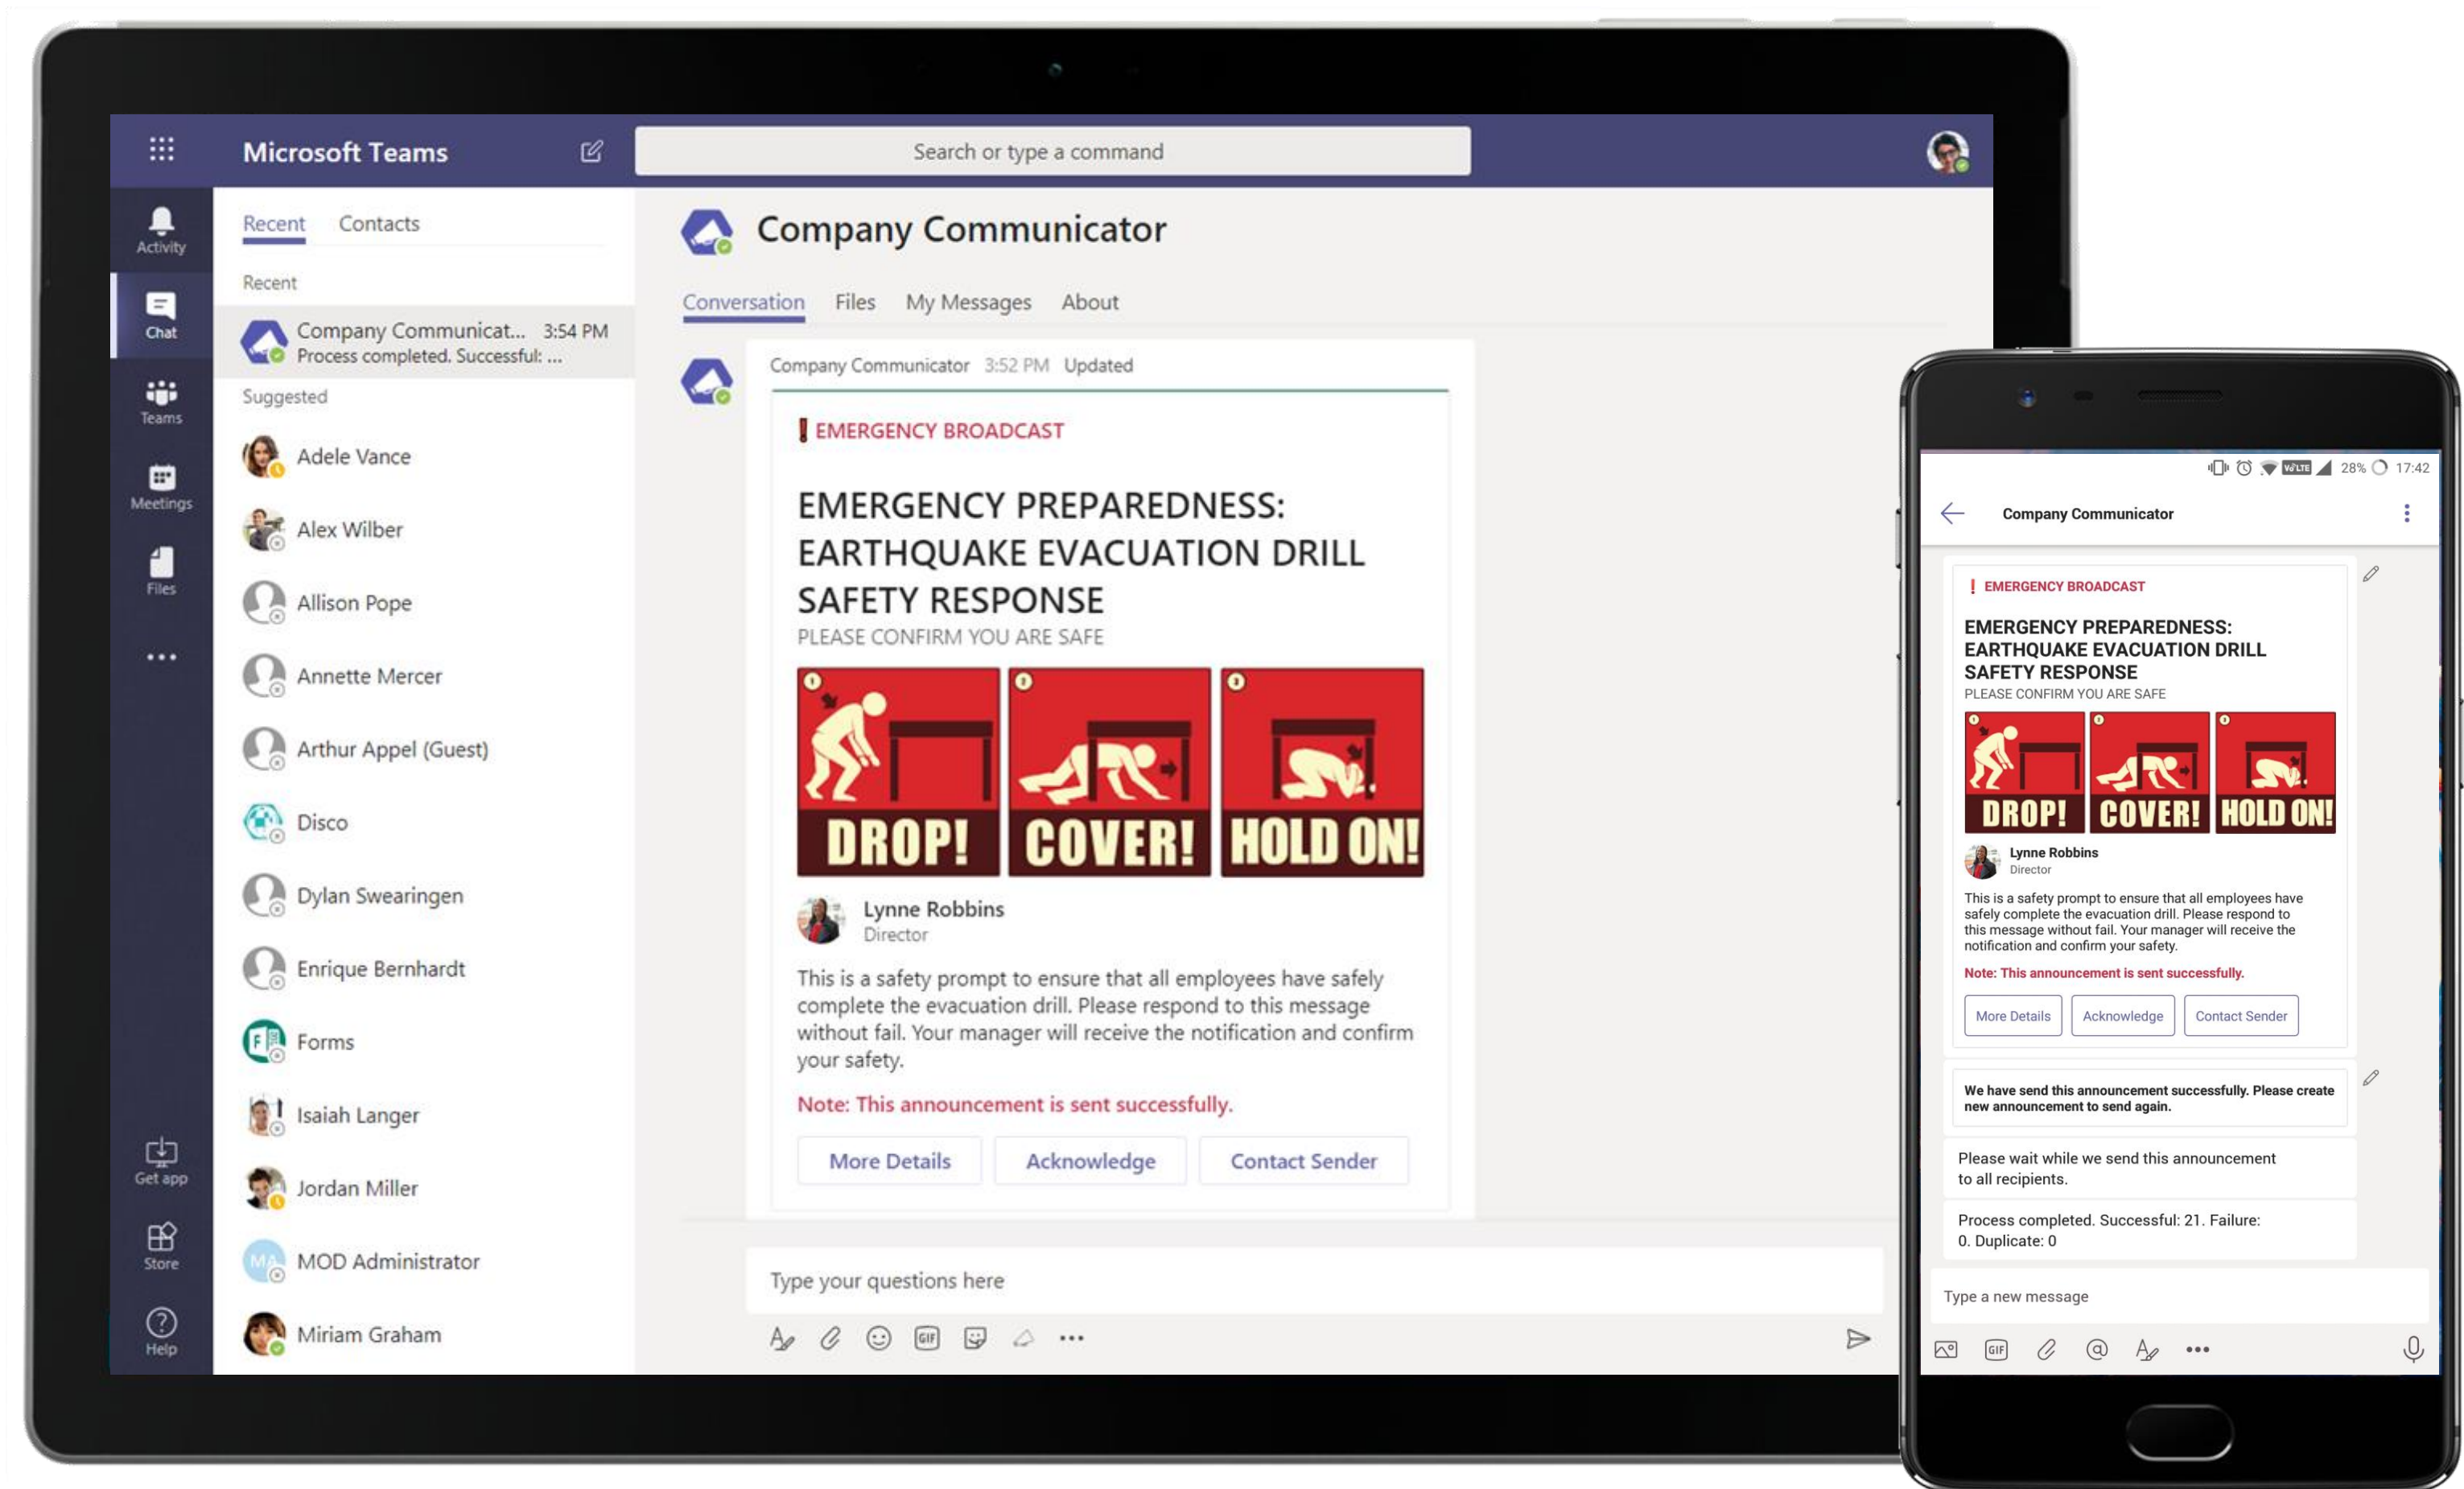 Microsoft Teams
Search or type a command
Activity
Chat
Teams
Meetings
Files
Get app
Store
Help
Recent Contacts
Recent
Company Communicat... 3:54 PM
Process completed. Successful: ...
Suggested
Adele Vance
Alex Wilber
Allison Pope
Annette Mercer
Arthur Appel (Guest)
Disco
Dylan Swearingen
Enrique Bernhardt
Forms
Isaiah Langer
Jordan Miller
MA
MOD Administrator
Miriam Graham
Company Communicator
Conversation Files My Messages About
Company Communicator 3:52 PM Updated
❗EMERGENCY BROADCAST
EMERGENCY PREPAREDNESS:
EARTHQUAKE EVACUATION DRILL
SAFETY RESPONSE
PLEASE CONFIRM YOU ARE SAFE
1 2 3
DROP! COVER! HOLD ON!
Lynne Robbins
Director
This is a safety prompt to ensure that all employees have safely
complete the evacuation drill. Please respond to this message
without fail. Your manager will receive the notification and confirm
your safety.
Note: This announcement is sent successfully.
More Details Acknowledge Contact Sender
Type your questions here
GIF
VoLTE 28% 17:42
Company Communicator
❗ EMERGENCY BROADCAST
EMERGENCY PREPAREDNESS:
EARTHQUAKE EVACUATION DRILL
SAFETY RESPONSE
PLEASE CONFIRM YOU ARE SAFE
DROP! COVER! HOLD ON!
Lynne Robbins
Director
This is a safety prompt to ensure that all employees have
safely complete the evacuation drill. Please respond to
this message without fail. Your manager will receive the
notification and confirm your safety.
Note: This announcement is sent successfully.
More Details Acknowledge Contact Sender
We have send this announcement successfully. Please create
new announcement to send again.
Please wait while we send this announcement
to all recipients.
Process completed. Successful: 21. Failure:
0. Duplicate: 0
Type a new message
GIF